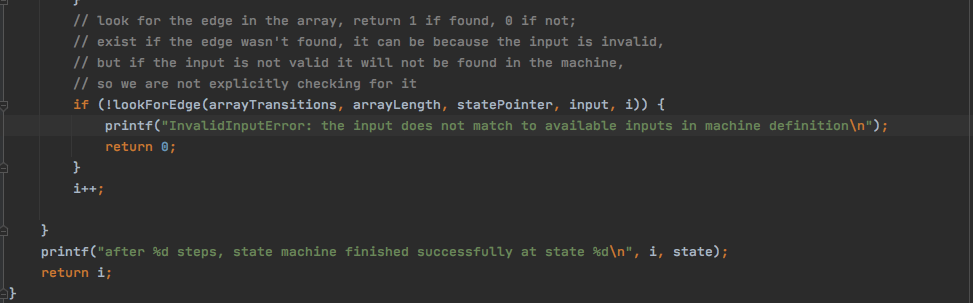 }
// look for the edge in the array, return 1 if found, 0 if not;
// exist if the edge wasn't found, it can be because the input is invalid,
// but if the input is not valid it will not be found in the machine,
// so we are not explicitly checking for it
if (!lookForEdge(arrayTransitions, arrayLength, statePointer, input, i)) {
printf("InvalidInputError: the input does not match to available inputs in machine definition\n");
return 0;
}
i++;
}
printf("after %d steps, state machine finished successfully at state %d\n", i, state);
return i;
}